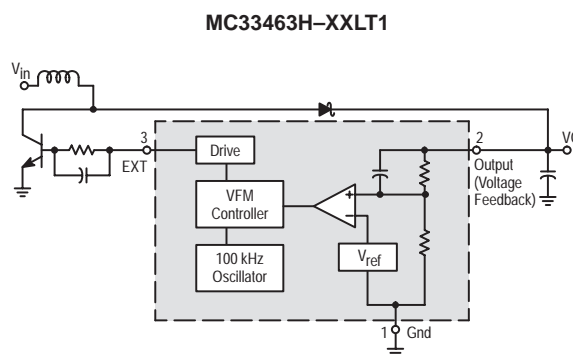 MC33463H–XXLT1
Vin
3
EXT
Drive
VFM
Controller
100 kHz
Oscillator
+
–
Vref
2
Output
(Voltage
Feedback)
1
Gnd